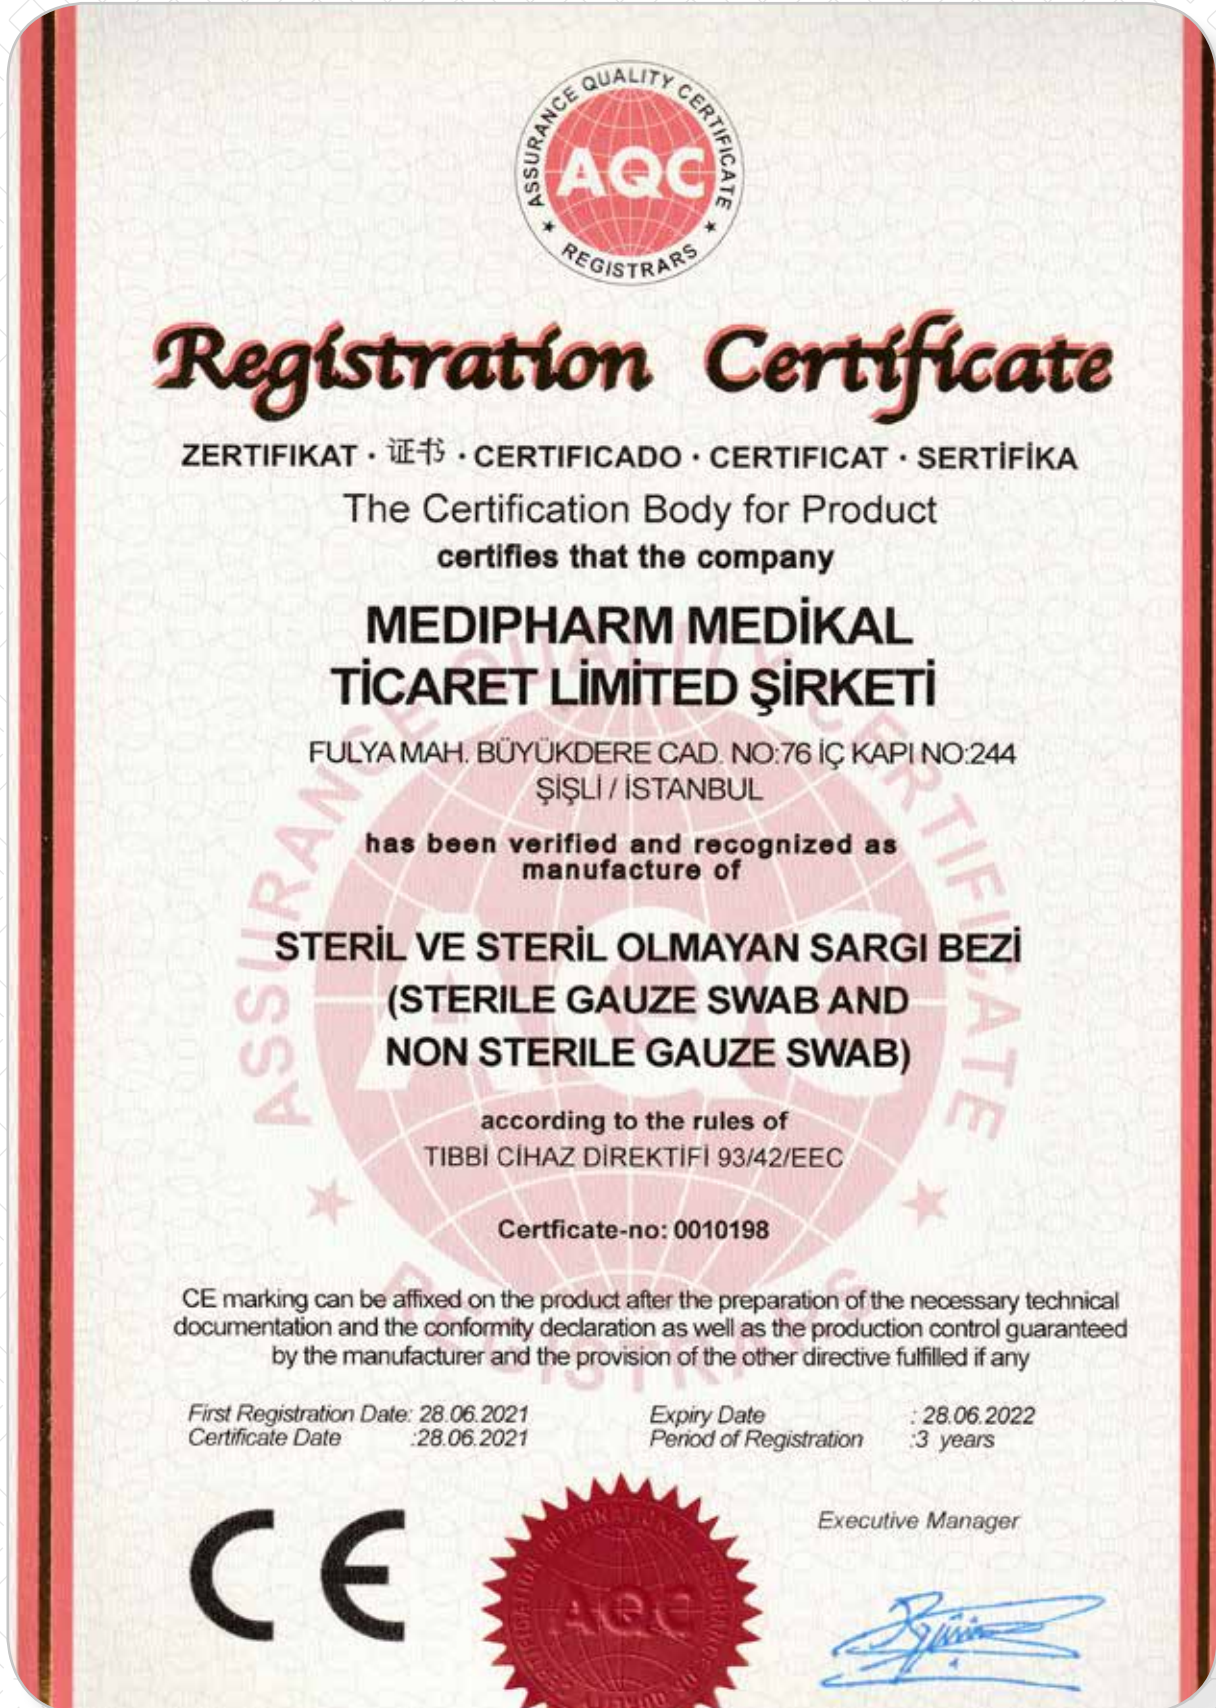 ASSURANCE QUALITY CERTIFICATE
AQC
REGISTRARS
Registration Certificate
ZERTIFIKAT · 证书 · CERTIFICADO · CERTIFICAT · SERTİFİKA
The Certification Body for Product
certifies that the company
MEDIPHARM MEDİKAL
TİCARET LİMİTED ŞİRKETİ
FULYA MAH. BÜYÜKDERE CAD. NO:76 İÇ KAPI NO:244
ŞİŞLİ / İSTANBUL
has been verified and recognized as
manufacture of
STERİL VE STERİL OLMAYAN SARGI BEZİ
(STERILE GAUZE SWAB AND
NON STERILE GAUZE SWAB)
according to the rules of
TIBBİ CİHAZ DİREKTİFİ 93/42/EEC
Certficate-no: 0010198
CE marking can be affixed on the product after the preparation of the necessary technical
documentation and the conformity declaration as well as the production control guaranteed
by the manufacturer and the provision of the other directive fulfilled if any
First Registration Date: 28.06.2021
Certificate Date :28.06.2021
Expiry Date : 28.06.2022
Period of Registration :3 years
CE
Executive Manager
AQC
ASSURANCE QUALITY CERTIFICATE
AQC
REGISTRARS